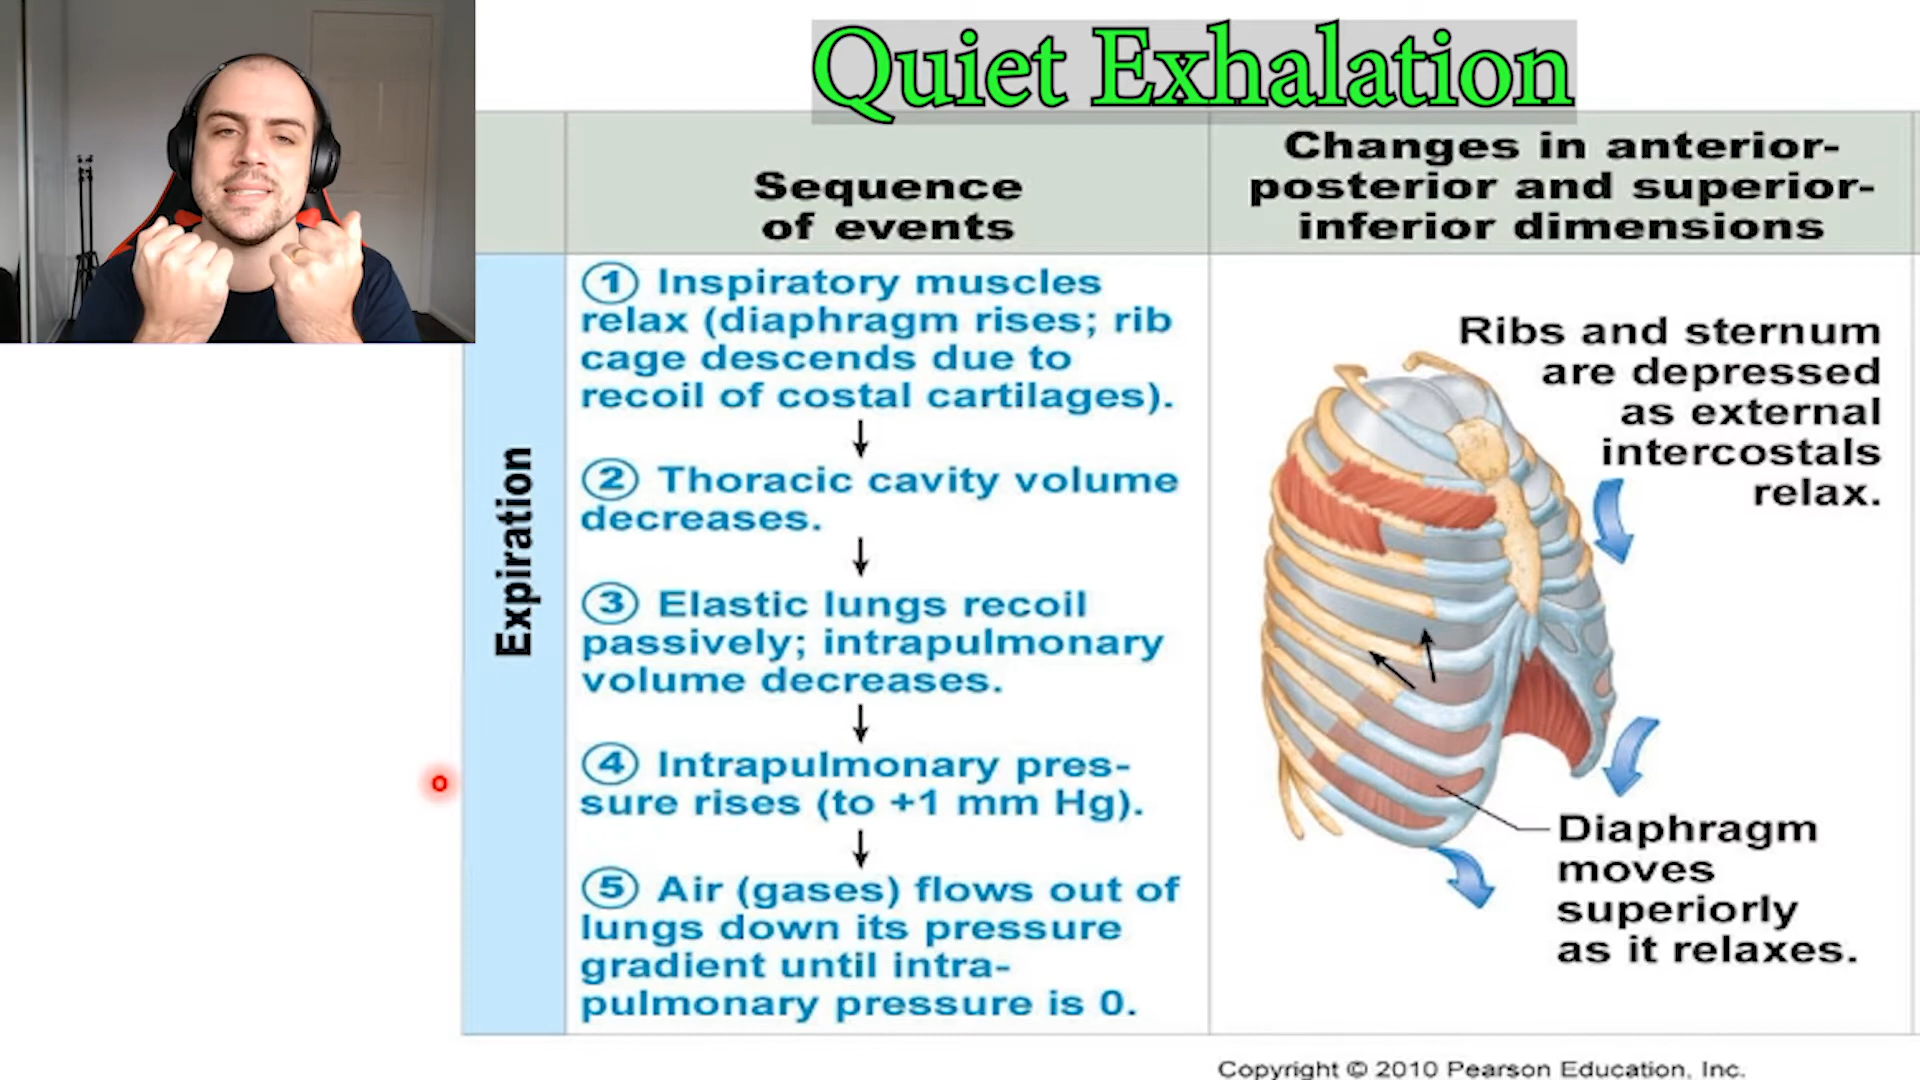 Quiet Exhalation
Sequence
of events
Changes in anterior-
posterior and superior-
inferior dimensions
Expiration
① Inspiratory muscles
relax (diaphragm rises; rib
cage descends due to
recoil of costal cartilages).
② Thoracic cavity volume
decreases.
③ Elastic lungs recoil
passively; intrapulmonary
volume decreases.
④ Intrapulmonary pres-
sure rises (to +1 mm Hg).
⑤ Air (gases) flows out of
lungs down its pressure
gradient until intra-
pulmonary pressure is 0.
Ribs and sternum
are depressed
as external
intercostals
relax.
Diaphragm
moves
superiorly
as it relaxes.
Copyright © 2010 Pearson Education, Inc.